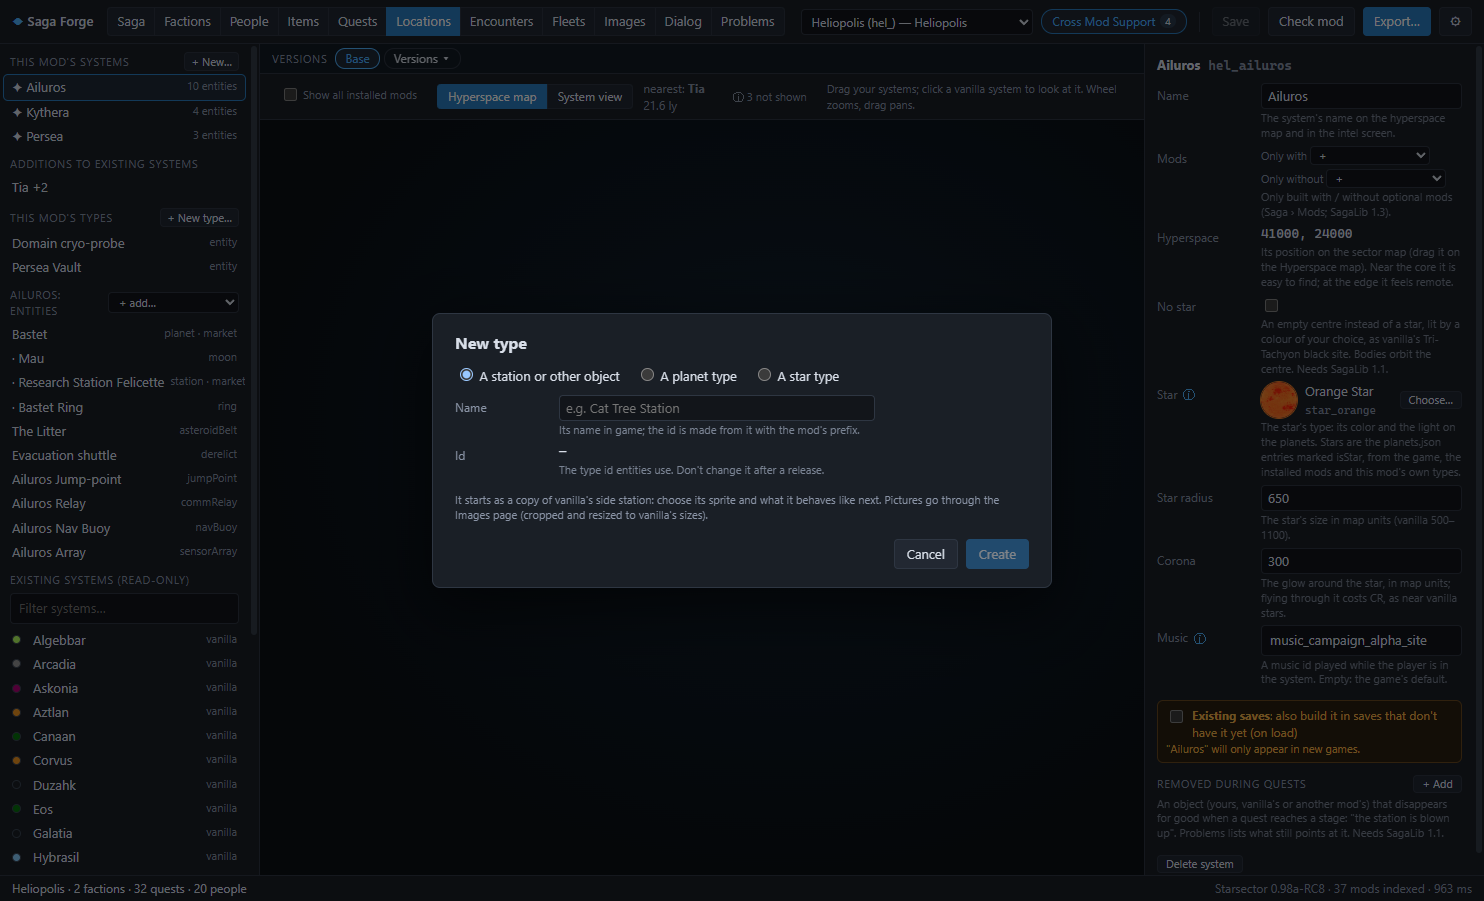 Saga Forge
Saga Factions People Items Quests Locations Encounters Fleets Images Dialog Problems
Heliopolis (hel_) — Heliopolis
Cross Mod Support 4
Save
Check mod
Export...
THIS MOD'S SYSTEMS
+ New...
Ailuros 10 entities
Kythera 4 entities
Persea 3 entities
ADDITIONS TO EXISTING SYSTEMS
Tia +2
THIS MOD'S TYPES
+ New type...
Domain cryo-probe entity
Persea Vault entity
AILUROS:
ENTITIES
+ add...
Bastet planet · market
· Mau moon
· Research Station Felicette station · market
· Bastet Ring ring
The Litter asteroidBelt
Evacuation shuttle derelict
Ailuros Jump-point jumpPoint
Ailuros Relay commRelay
Ailuros Nav Buoy navBuoy
Ailuros Array sensorArray
EXISTING SYSTEMS (READ-ONLY)
Filter systems...
Algebbar vanilla
Arcadia vanilla
Askonia vanilla
Aztlan vanilla
Canaan vanilla
Corvus vanilla
Duzahk vanilla
Eos vanilla
Galatia vanilla
Hybrasil vanilla
VERSIONS Base Versions
Show all installed mods
Hyperspace map System view
nearest: Tia
21.6 ly
3 not shown
Drag your systems; click a vanilla system to look at it. Wheel
zooms, drag pans.
New type
A station or other object
A planet type
A star type
Name
e.g. Cat Tree Station
Its name in game; the id is made from it with the mod's prefix.
Id
—
The type id entities use. Don't change it after a release.
It starts as a copy of vanilla's side station: choose its sprite and what it behaves like next. Pictures go through the
Images page (cropped and resized to vanilla's sizes).
Cancel
Create
Ailuros hel_ailuros
Name
Ailuros
The system's name on the hyperspace
map and in the intel screen.
Mods
Only with +
Only without +
Only built with / without optional mods
(Saga › Mods; SagaLib 1.3).
Hyperspace
41000, 24000
Its position on the sector map (drag it on
the Hyperspace map). Near the core it is
easy to find; at the edge it feels remote.
No star
An empty centre instead of a star, lit by a
colour of your choice, as vanilla's Tri-
Tachyon black site. Bodies orbit the
centre. Needs SagaLib 1.1.
Star
Orange Star
star_orange
Choose...
The star's type: its color and the light on
the planets. Stars are the planets.json
entries marked isStar, from the game, the
installed mods and this mod's own types.
Star radius
650
The star's size in map units (vanilla 500–
1100).
Corona
300
The glow around the star, in map units;
flying through it costs CR, as near vanilla
stars.
Music
music_campaign_alpha_site
A music id played while the player is in
the system. Empty: the game's default.
Existing saves: also build it in saves that don't
have it yet (on load)
"Ailuros" will only appear in new games.
REMOVED DURING QUESTS
+ Add
An object (yours, vanilla's or another mod's) that disappears
for good when a quest reaches a stage: "the station is blown
up". Problems lists what still points at it. Needs SagaLib 1.1.
Delete system
Heliopolis · 2 factions · 32 quests · 20 people
Starsector 0.98a-RC8 · 37 mods indexed · 963 ms